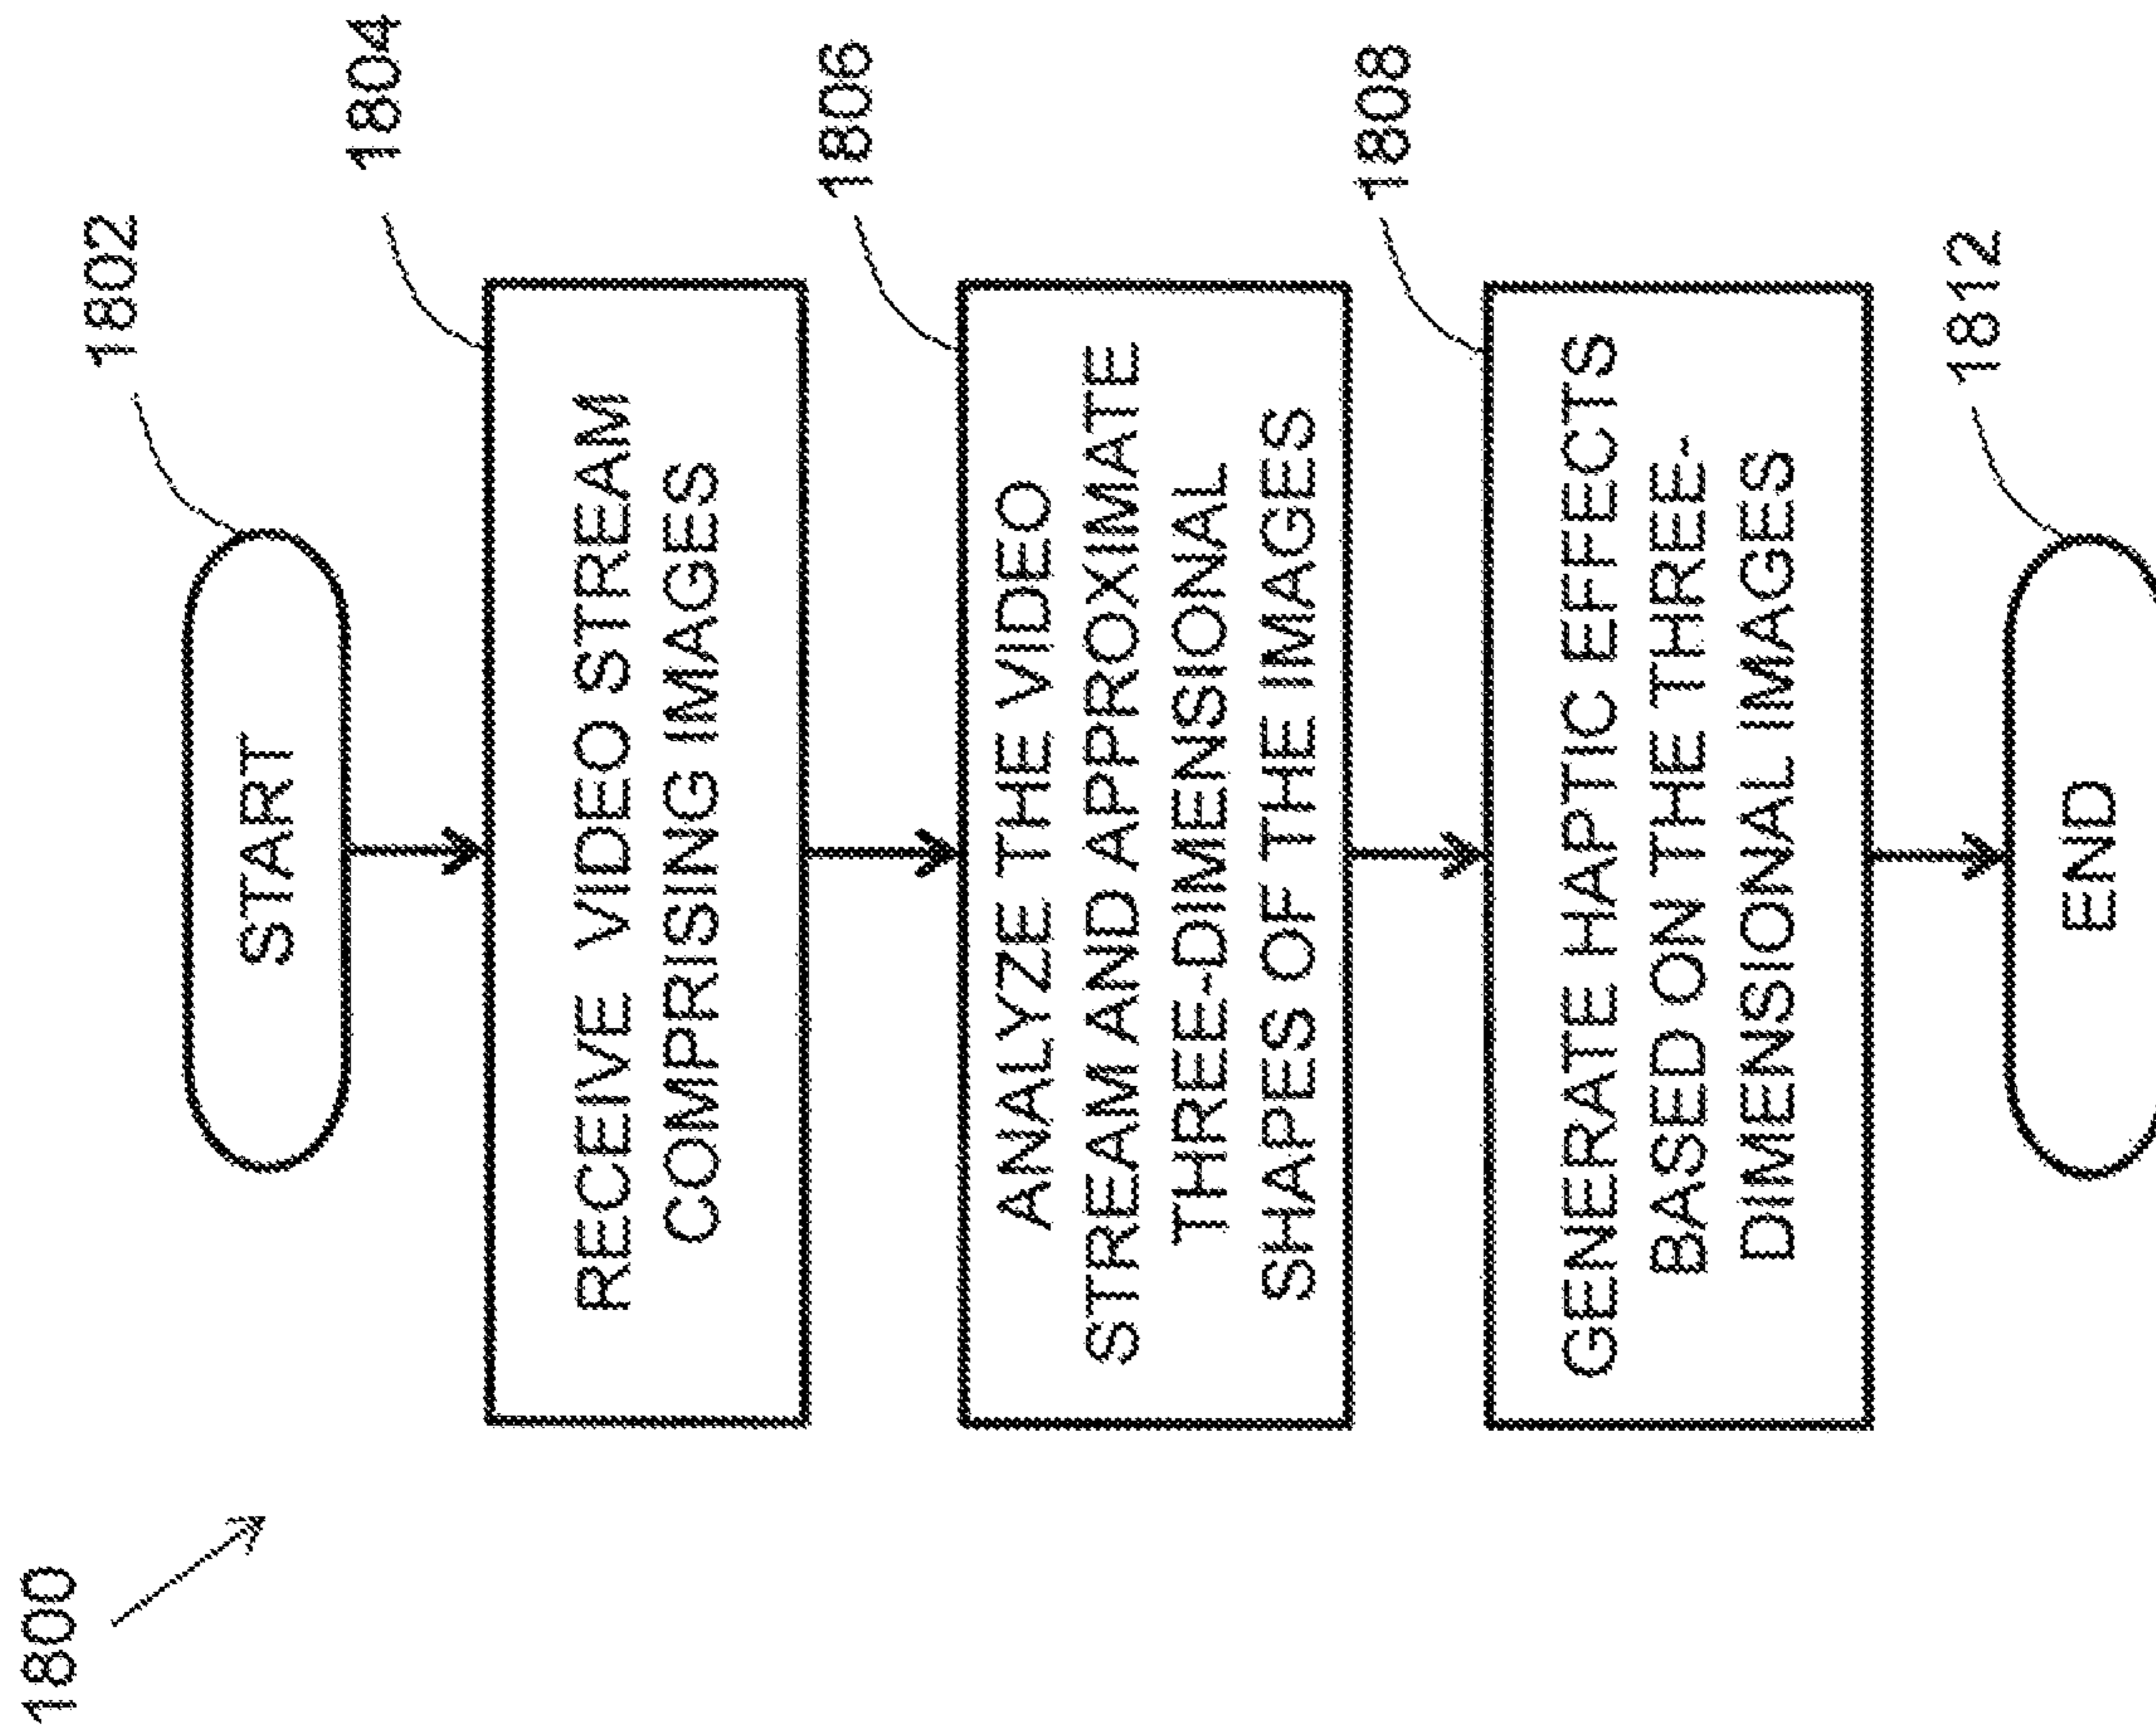 1800
START
1802
RECEIVE VIDEO STREAM
COMPRISING IMAGES
1804
ANALYZE THE VIDEO
STREAM AND APPROXIMATE
THREE-DIMENSIONAL
SHAPES OF THE IMAGES
1806
GENERATE HAPTIC EFFECTS
BASED ON THE THREE-
DIMENSIONAL IMAGES
1808
END
1812